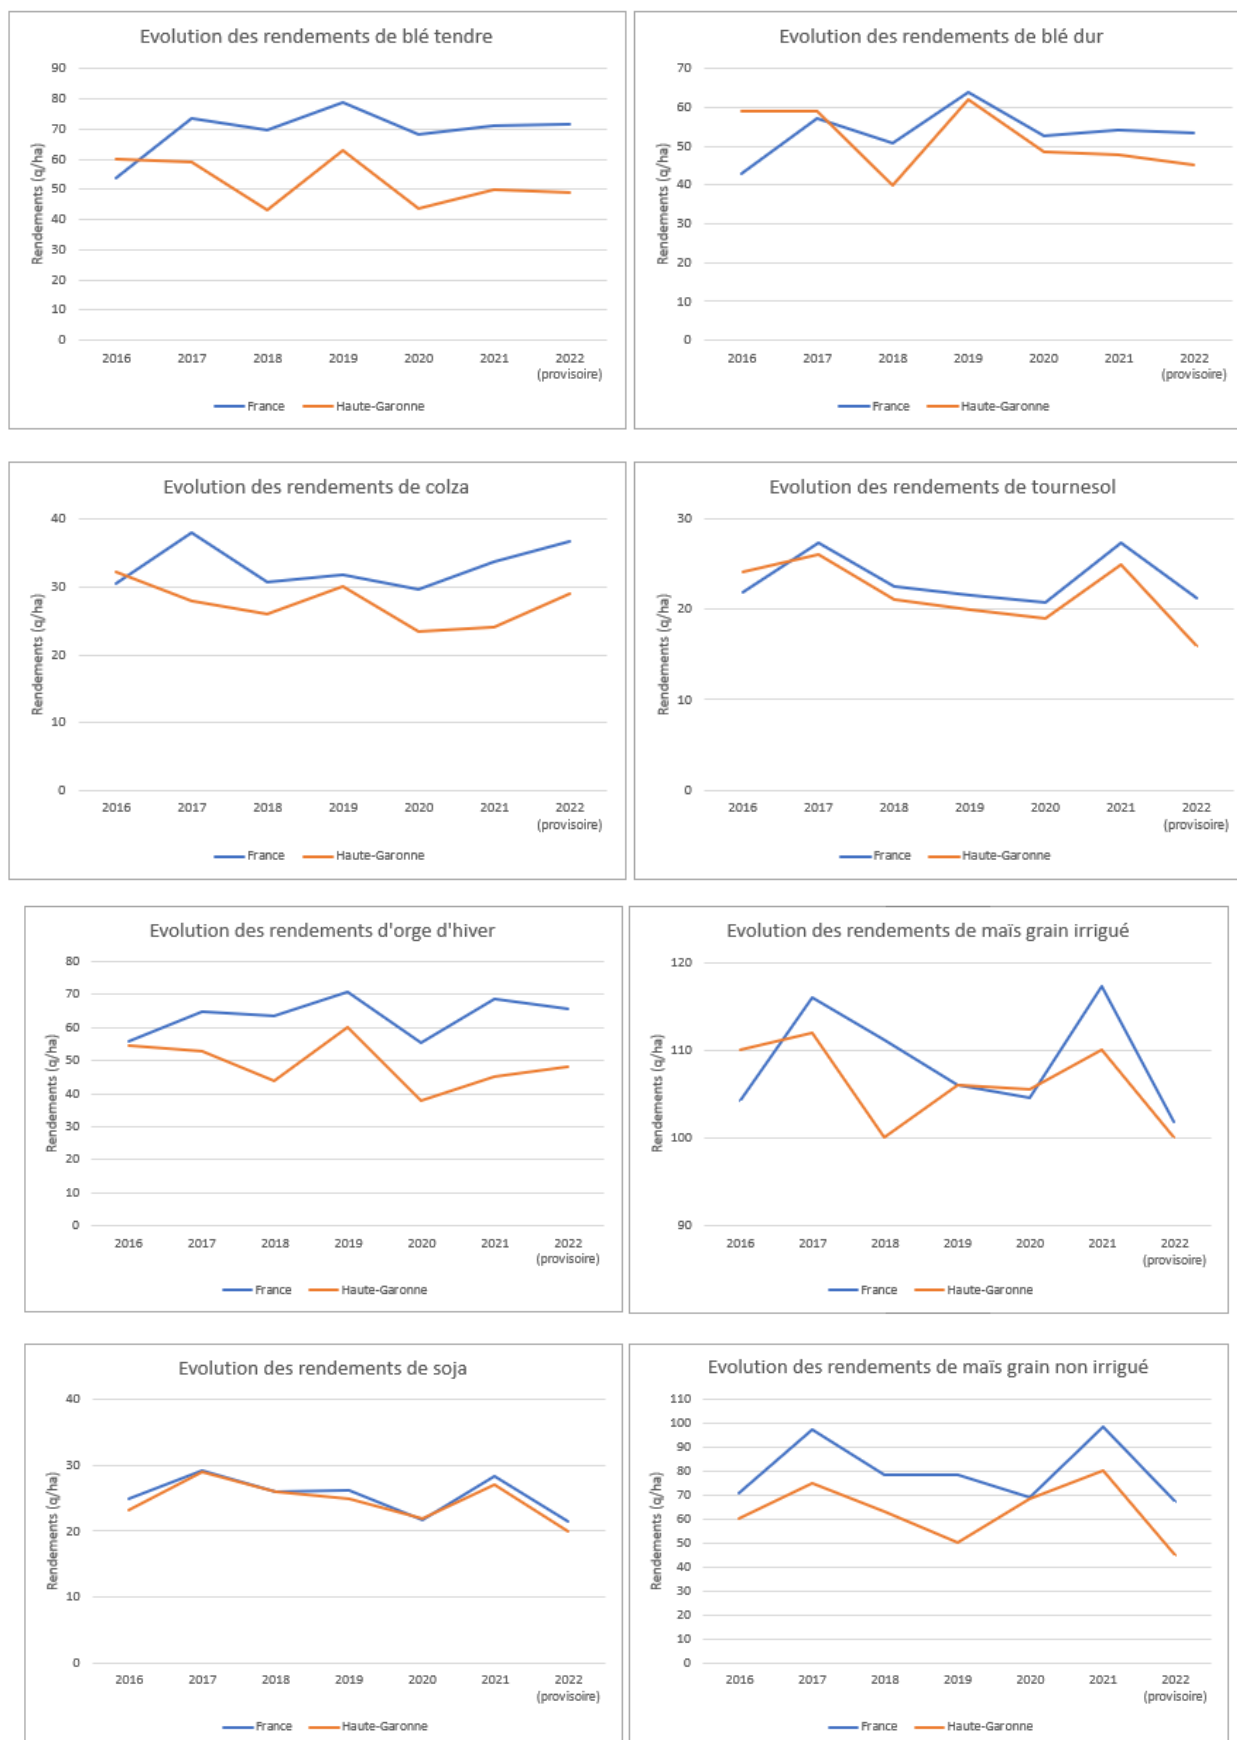 Evolution des rendements de blé tendre
Rendements (q/ha)
90
80
70
60
50
40
30
20
10
0
2016 2017 2018 2019 2020 2021 2022
(provisoire)
France Haute-Garonne
Evolution des rendements de blé dur
Rendements (q/ha)
70
60
50
40
30
20
10
0
2016 2017 2018 2019 2020 2021 2022
(provisoire)
France Haute-Garonne
Evolution des rendements de colza
Rendements (q/ha)
40
30
20
10
0
2016 2017 2018 2019 2020 2021 2022
(provisoire)
France Haute-Garonne
Evolution des rendements de tournesol
Rendements (q/ha)
30
20
10
0
2016 2017 2018 2019 2020 2021 2022
(provisoire)
France Haute-Garonne
Evolution des rendements d'orge d'hiver
Rendements (q/ha)
80
70
60
50
40
30
20
10
0
2016 2017 2018 2019 2020 2021 2022
(provisoire)
France Haute-Garonne
Evolution des rendements de maïs grain irrigué
Rendements (q/ha)
120
110
100
90
2016 2017 2018 2019 2020 2021 2022
(provisoire)
France Haute-Garonne
Evolution des rendements de soja
Rendements (q/ha)
40
30
20
10
0
2016 2017 2018 2019 2020 2021 2022
(provisoire)
France Haute-Garonne
Evolution des rendements de maïs grain non irrigué
Rendements (q/ha)
110
100
90
80
70
60
50
40
30
20
10
0
2016 2017 2018 2019 2020 2021 2022
(provisoire)
France Haute-Garonne